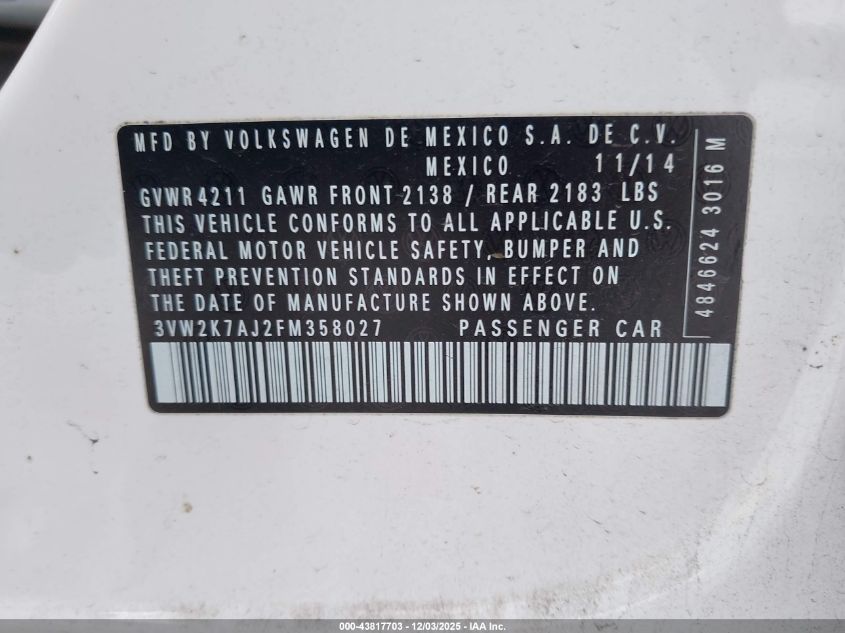 MFD BY VOLKSWAGEN DE MEXICO S.A. DE C.V.
MEXICO 11/14
GVWR 4211 GAWR FRONT 2138 / REAR 2183 LBS
THIS VEHICLE CONFORMS TO ALL APPLICABLE U.S.
FEDERAL MOTOR VEHICLE SAFETY, BUMPER AND
THEFT PREVENTION STANDARDS IN EFFECT ON
THE DATE OF MANUFACTURE SHOWN ABOVE.
3VW2K7AJ2FM358027 PASSENGER CAR
4846624 3016 M
000-43817703 - 12/03/2025 - IAA Inc.